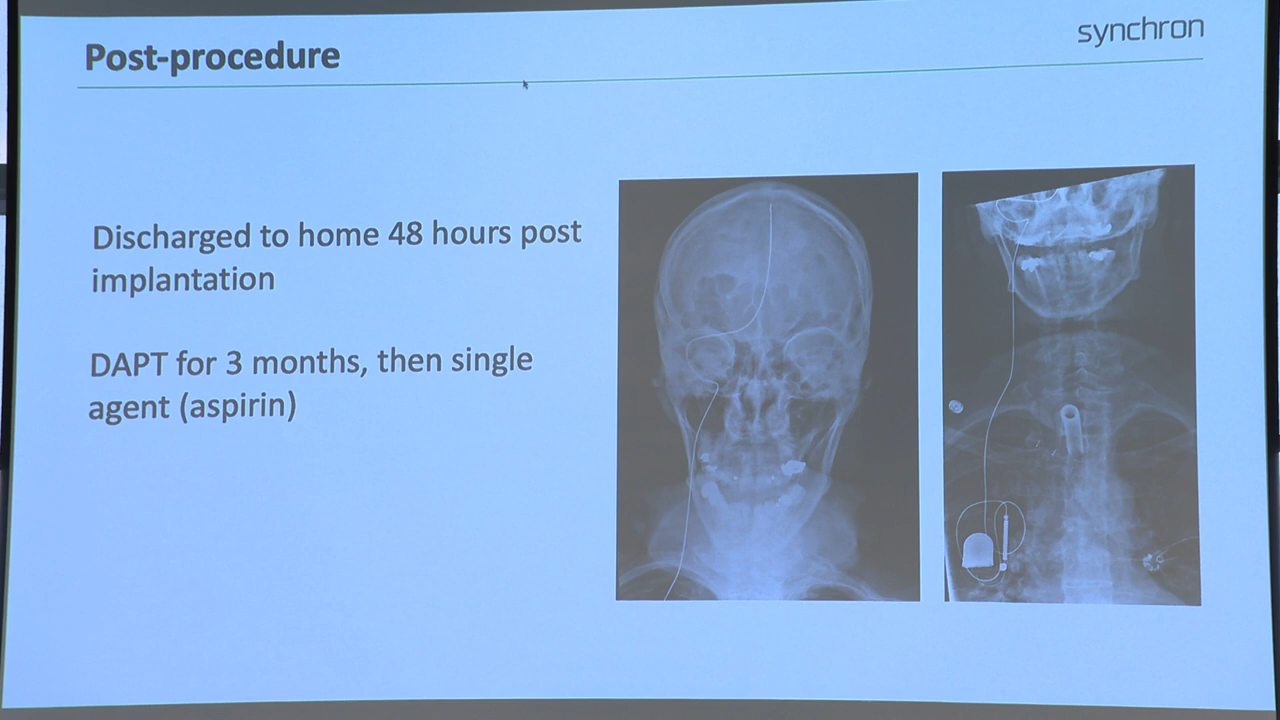 Post-procedure
synchron
Discharged to home 48 hours post
implantation
DAPT for 3 months, then single
agent (aspirin)